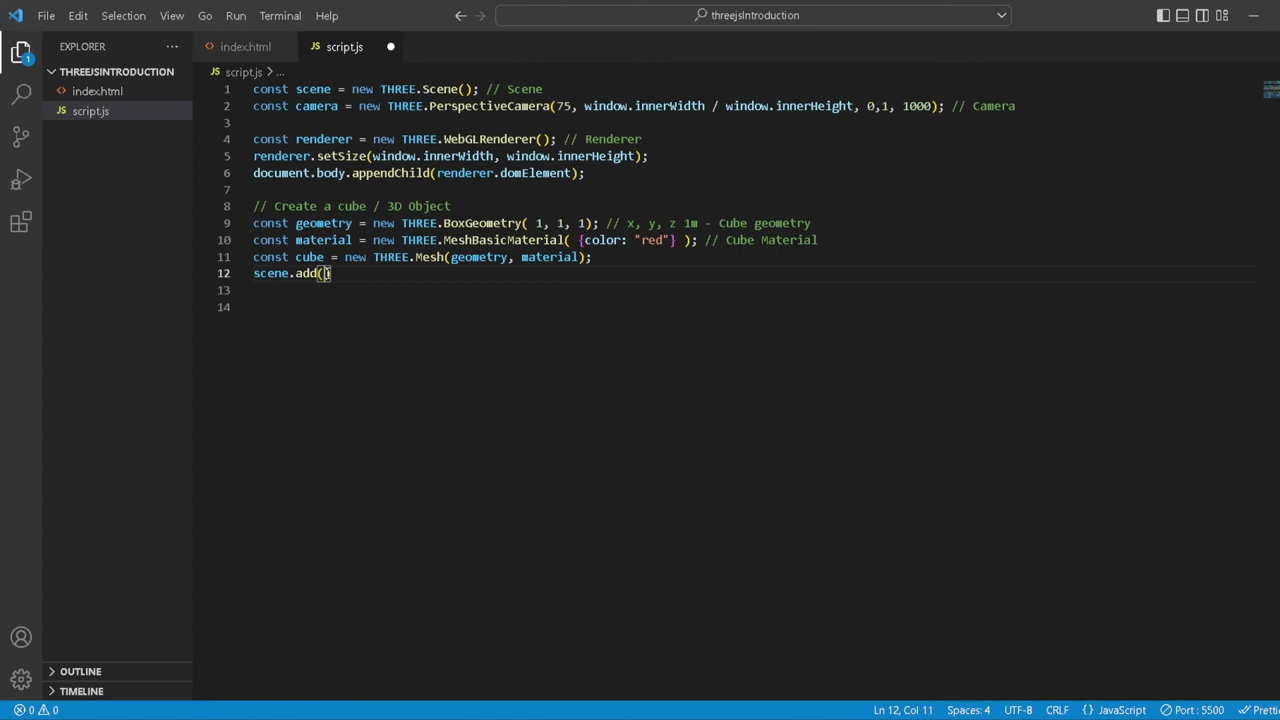 File Edit Selection View Go Run Terminal Help
threejsIntroduction
EXPLORER
index.html
script.js
THREEJSINTRODUCTION
script.js > ...
index.html
script.js
1
1 const scene = new THREE.Scene(); // Scene
2 const camera = new THREE.PerspectiveCamera(75, window.innerWidth / window.innerHeight, 0,1, 1000); // Camera
3
4 const renderer = new THREE.WebGLRenderer(); // Renderer
5 renderer.setSize(window.innerWidth, window.innerHeight);
6 document.body.appendChild(renderer.domElement);
7
8 // Create a cube / 3D Object
9 const geometry = new THREE.BoxGeometry( 1, 1, 1); // x, y, z 1m - Cube geometry
10 const material = new THREE.MeshBasicMaterial( {color: "red"} ); // Cube Material
11 const cube = new THREE.Mesh(geometry, material);
12 scene.add()
13
14
OUTLINE
TIMELINE
0 0
Ln 12, Col 11 Spaces: 4 UTF-8 CRLF {} JavaScript Port : 5500 Pretti